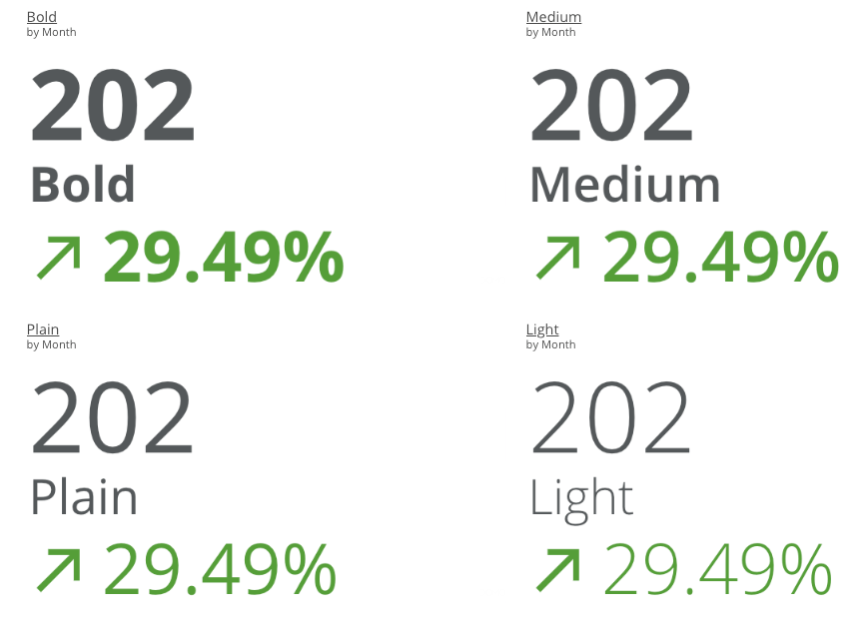 Bold
by Month
202
Bold
↗ 29.49%
Medium
by Month
202
Medium
↗ 29.49%
Plain
by Month
202
Plain
↗ 29.49%
Light
by Month
202
Light
↗ 29.49%